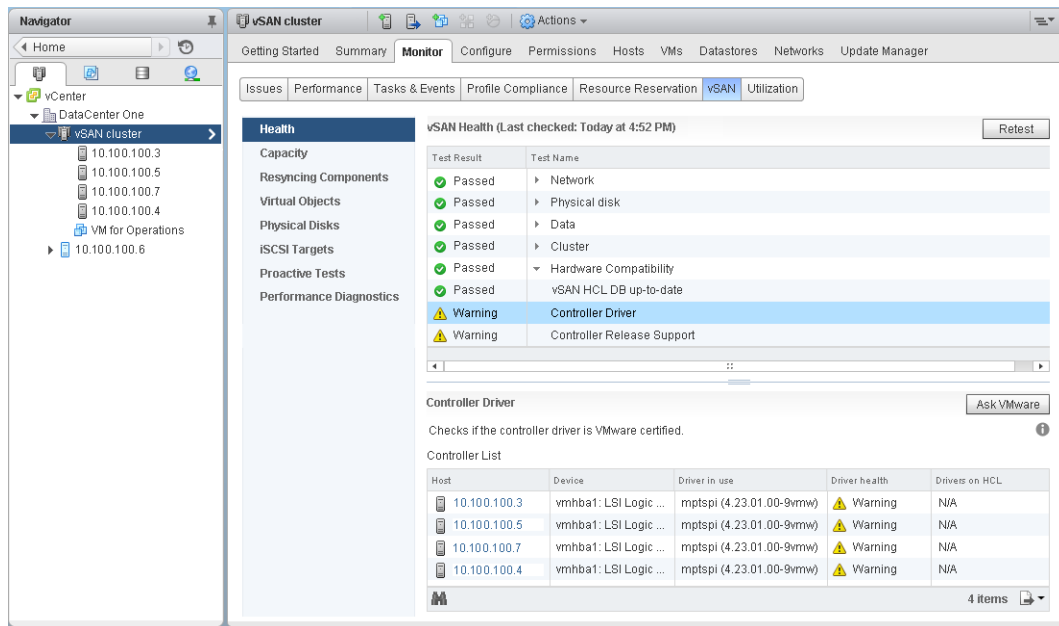 Navigator
Home
vCenter
DataCenter One
vSAN cluster
10.100.100.3
10.100.100.5
10.100.100.7
10.100.100.4
VM for Operations
10.100.100.6
vSAN cluster Actions
Getting Started Summary Monitor Configure Permissions Hosts VMs Datastores Networks Update Manager
Issues Performance Tasks & Events Profile Compliance Resource Reservation vSAN Utilization
Health
Capacity
Resyncing Components
Virtual Objects
Physical Disks
iSCSI Targets
Proactive Tests
Performance Diagnostics
vSAN Health (Last checked: Today at 4:52 PM) Retest
Test Result Test Name
Passed Network
Passed Physical disk
Passed Data
Passed Cluster
Passed Hardware Compatibility
Passed vSAN HCL DB up-to-date
Warning Controller Driver
Warning Controller Release Support
Controller Driver Ask VMware
Checks if the controller driver is VMware certified.
Controller List
Host Device Driver in use Driver health Drivers on HCL
10.100.100.3 vmhba1: LSI Logic ... mptspi (4.23.01.00-9vmw) Warning N/A
10.100.100.5 vmhba1: LSI Logic ... mptspi (4.23.01.00-9vmw) Warning N/A
10.100.100.7 vmhba1: LSI Logic ... mptspi (4.23.01.00-9vmw) Warning N/A
10.100.100.4 vmhba1: LSI Logic ... mptspi (4.23.01.00-9vmw) Warning N/A
4 items